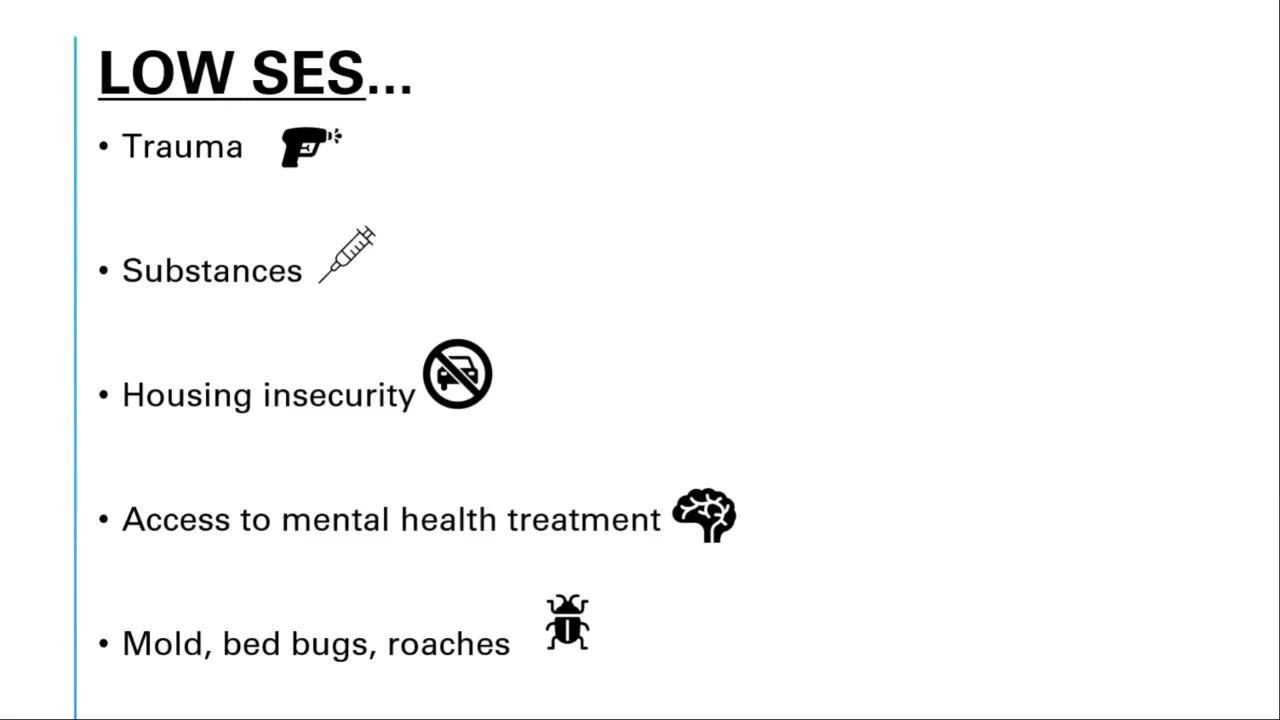 LOW SES...
• Trauma
• Substances
• Housing insecurity
• Access to mental health treatment
• Mold, bed bugs, roaches